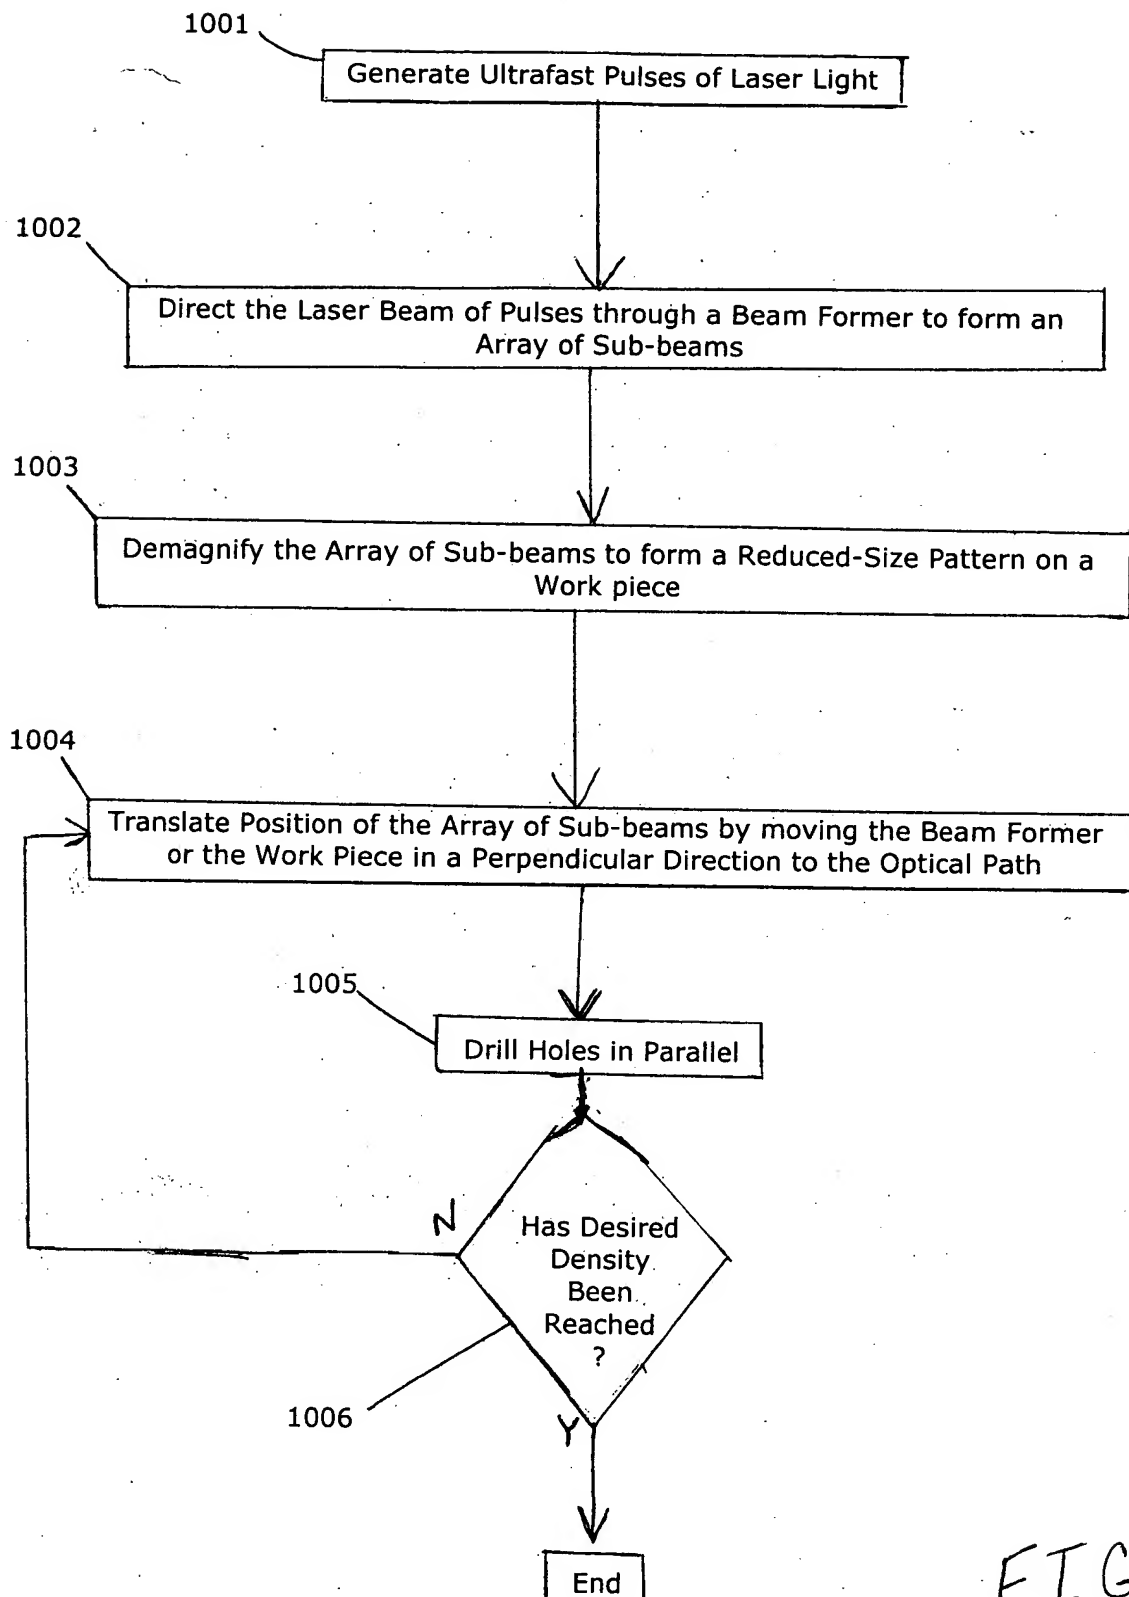 1001
Generate Ultrafast Pulses of Laser Light
1002
Direct the Laser Beam of Pulses through a Beam Former to form an
Array of Sub-beams
1003
Demagnify the Array of Sub-beams to form a Reduced-Size Pattern on a
Work piece
1004
Translate Position of the Array of Sub-beams by moving the Beam Former
or the Work Piece in a Perpendicular Direction to the Optical Path
1005
Drill Holes in Parallel
N
Has Desired
Density
Been
Reached
?
1006
Y
End
FIG